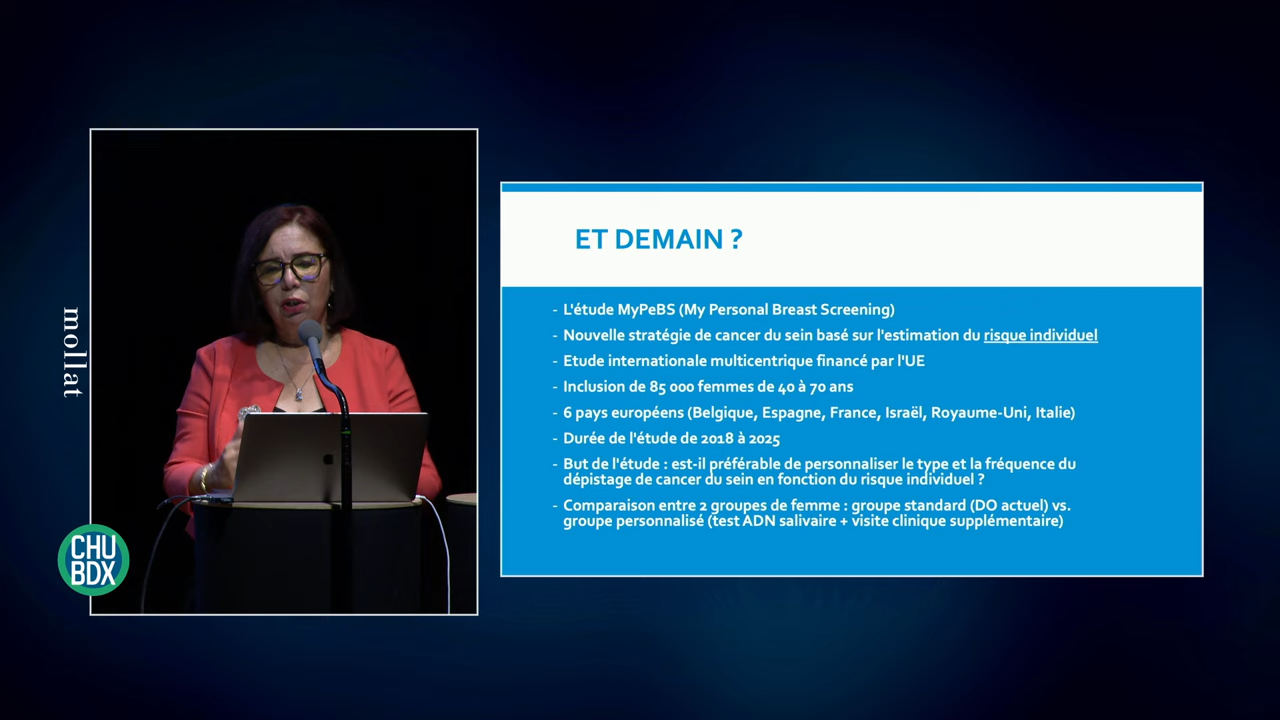 mollat
CHU
BDX
ET DEMAIN ?
- L'étude MyPeBS (My Personal Breast Screening)
- Nouvelle stratégie de cancer du sein basé sur l'estimation du risque individuel
- Etude internationale multicentrique financé par l'UE
- Inclusion de 85 000 femmes de 40 à 70 ans
- 6 pays européens (Belgique, Espagne, France, Israël, Royaume-Uni, Italie)
- Durée de l'étude de 2018 à 2025
- But de l'étude : est-il préférable de personnaliser le type et la fréquence du
dépistage de cancer du sein en fonction du risque individuel ?
- Comparaison entre 2 groupes de femme : groupe standard (DO actuel) vs.
groupe personnalisé (test ADN salivaire + visite clinique supplémentaire)